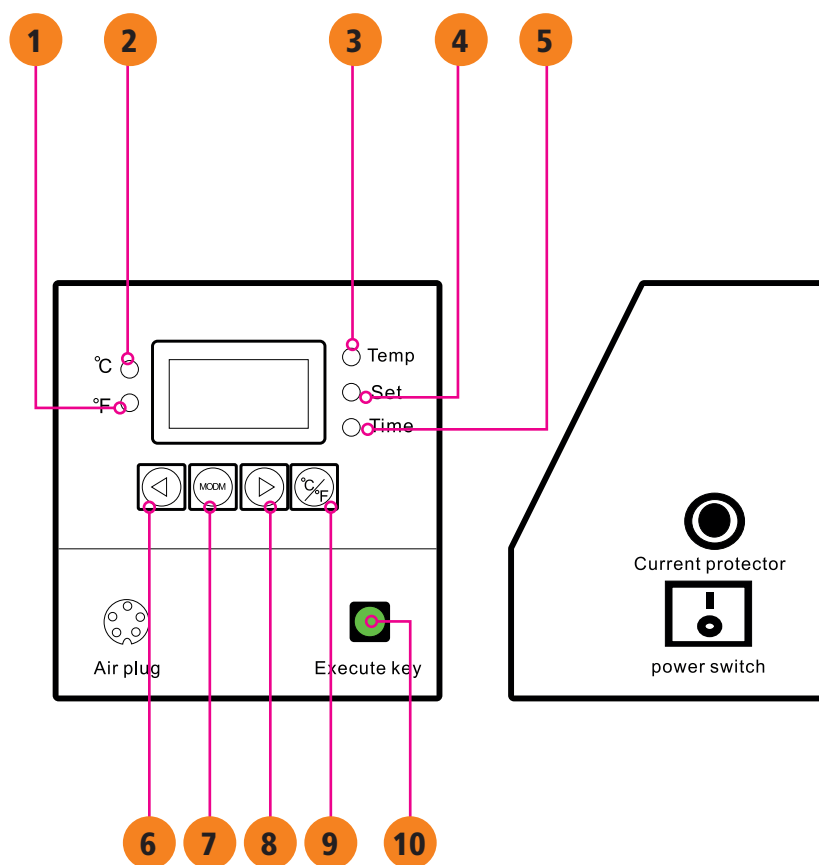 1 2 3 4 5
℃ Temp
℉ Set
Time
MODM ℃/℉
Current protector
Air plug Execute key power switch
6 7 8 9 10